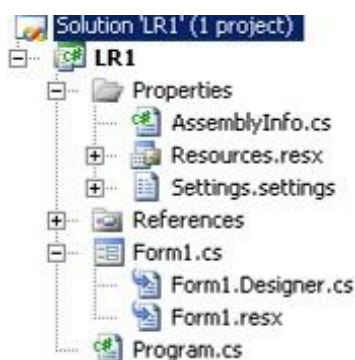 Solution 'LR1' (1 project)
LR1
Properties
AssemblyInfo.cs
Resources.resx
Settings.settings
References
Form1.cs
Form1.Designer.cs
Form1.resx
Program.cs